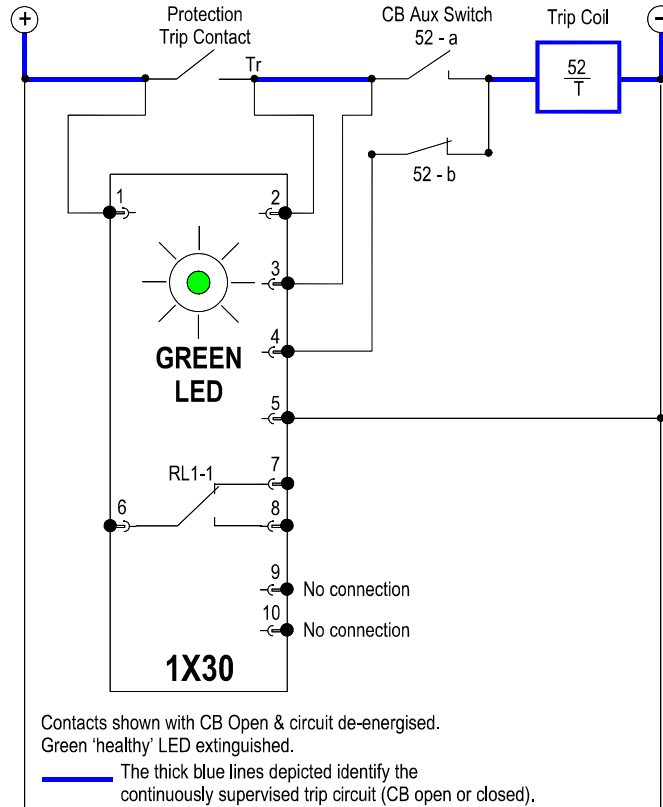 +
Protection
Trip Contact
CB Aux Switch
52 - a
Trip Coil
−
Tr
52
T
52 - b
1
2
3
GREEN
LED
4
5
RL1-1
7
6
8
9
No connection
10
No connection
1X30
Contacts shown with CB Open & circuit de-energised.
Green ‘healthy’ LED extinguished.
The thick blue lines depicted identify the
continuously supervised trip circuit (CB open or closed).